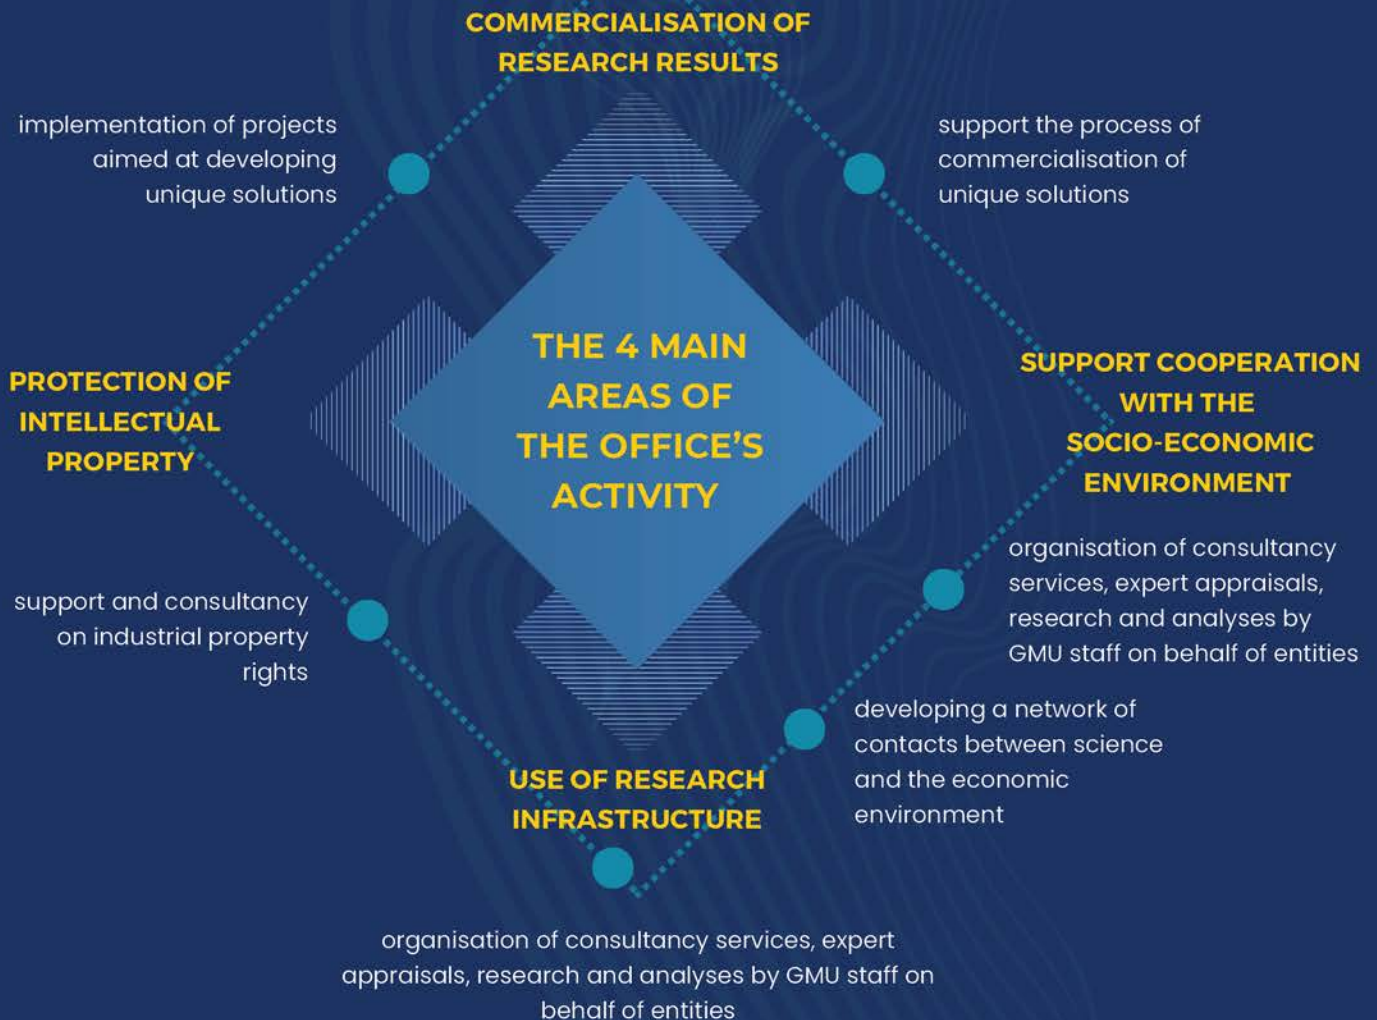 COMMERCIALISATION OF
RESEARCH RESULTS
implementation of projects
aimed at developing
unique solutions
support the process of
commercialisation of
unique solutions
THE 4 MAIN
AREAS OF
THE OFFICE'S
ACTIVITY
PROTECTION OF
INTELLECTUAL
PROPERTY
SUPPORT COOPERATION
WITH THE
SOCIO-ECONOMIC
ENVIRONMENT
organisation of consultancy
services, expert appraisals,
research and analyses by
GMU staff on behalf of entities
support and consultancy
on industrial property
rights
developing a network of
contacts between science
and the economic
environment
USE OF RESEARCH
INFRASTRUCTURE
organisation of consultancy services, expert
appraisals, research and analyses by GMU staff on
behalf of entities